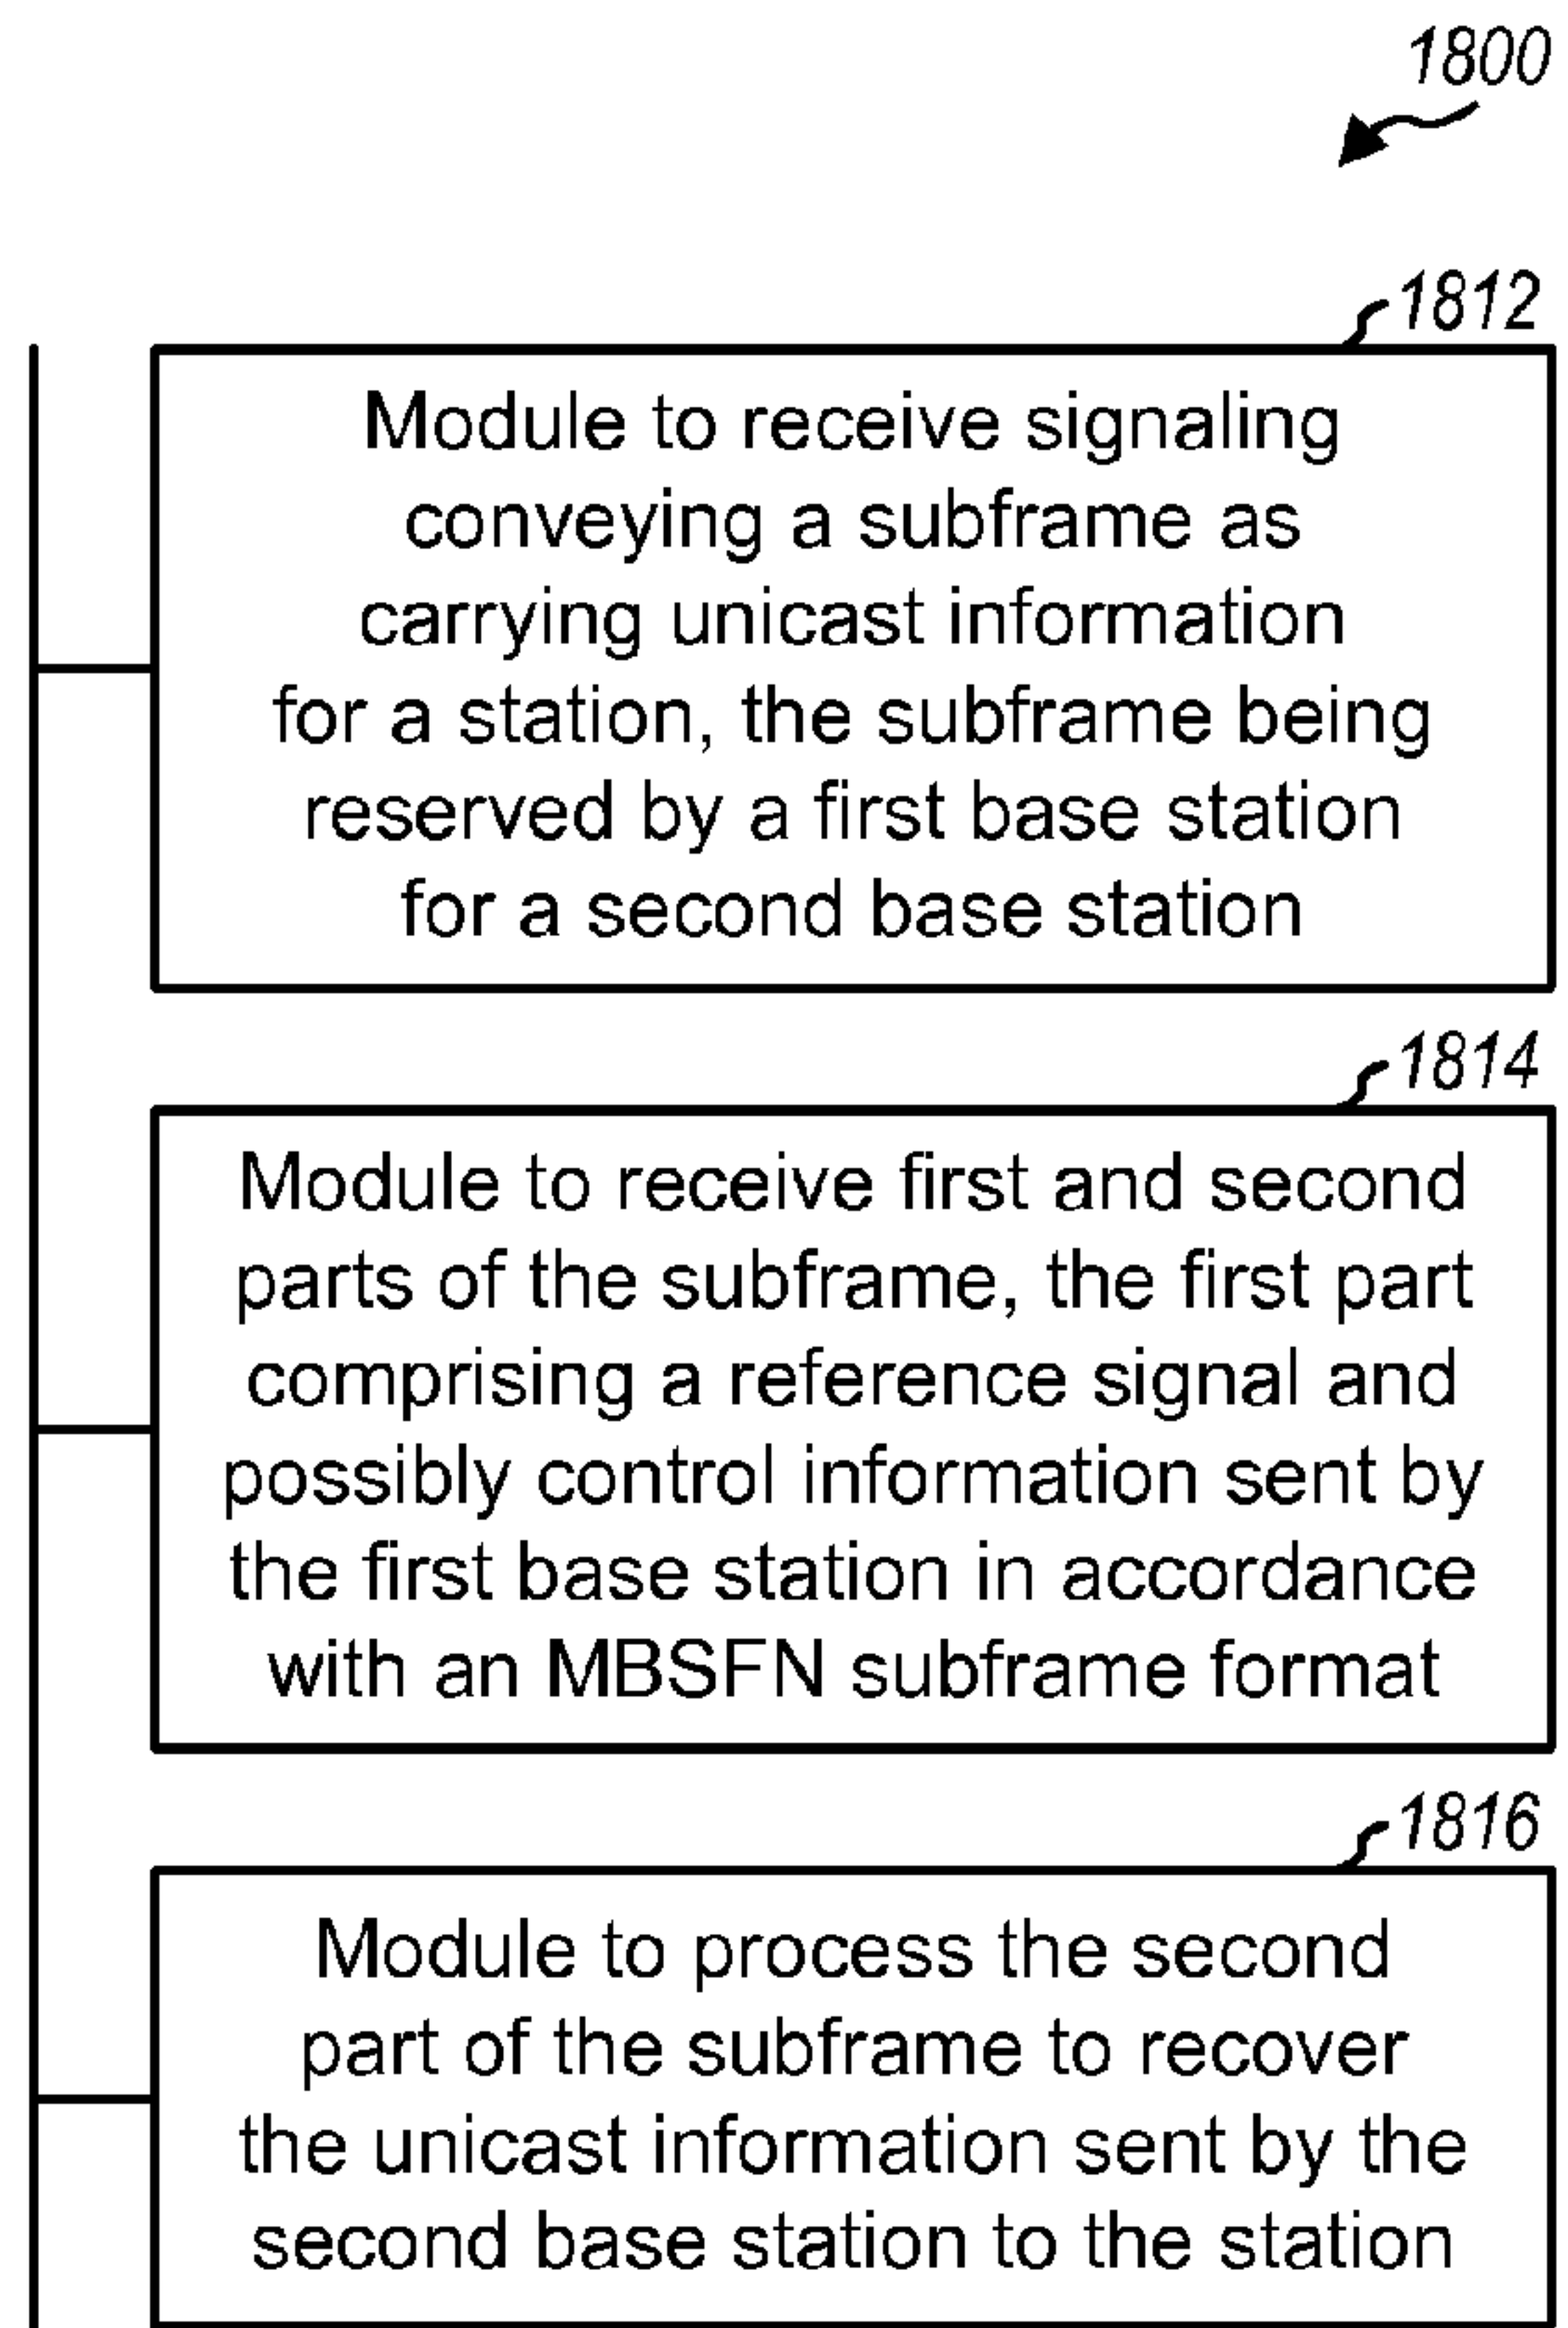 1800
1812
Module to receive signaling
conveying a subframe as
carrying unicast information
for a station, the subframe being
reserved by a first base station
for a second base station
1814
Module to receive first and second
parts of the subframe, the first part
comprising a reference signal and
possibly control information sent by
the first base station in accordance
with an MBSFN subframe format
1816
Module to process the second
part of the subframe to recover
the unicast information sent by the
second base station to the station